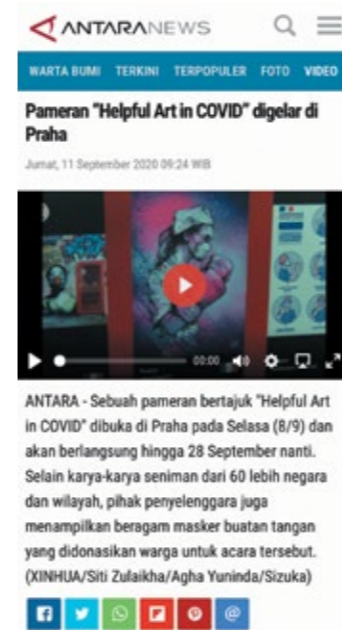 ANTARANEWS
WARTA BUMI TERKINI TERPOPULER FOTO VIDEO
Pameran "Helpful Art in COVID" digelar di
Praha
Jumat, 11 September 2020 09:24 WIB
00:00
ANTARA - Sebuah pameran bertajuk "Helpful Art
in COVID" dibuka di Praha pada Selasa (8/9) dan
akan berlangsung hingga 28 September nanti.
Selain karya-karya seniman dari 60 lebih negara
dan wilayah, pihak penyelenggara juga
menampilkan beragam masker buatan tangan
yang didonasikan warga untuk acara tersebut.
(XINHUA/Siti Zulaikha/Agha Yuninda/Sizuka)